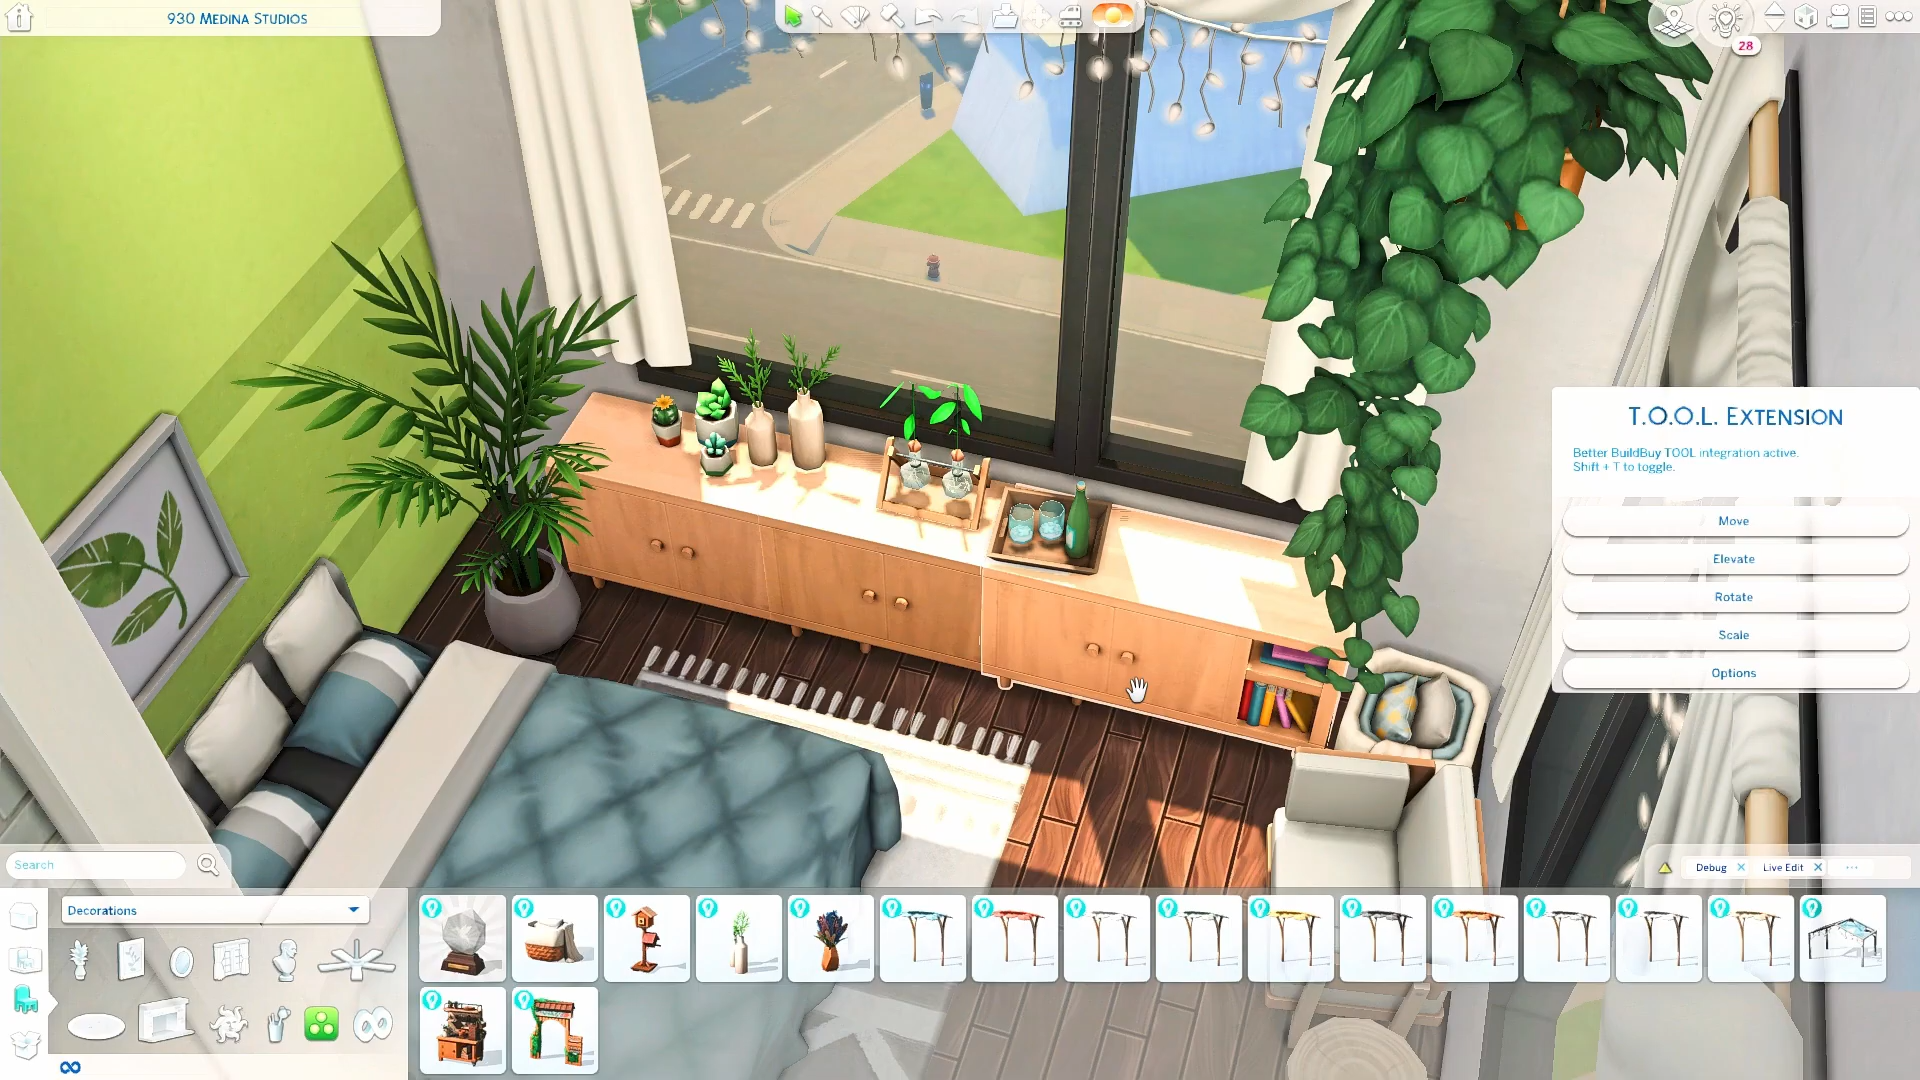 930 Medina Studios
28
T.O.O.L. Extension
Better BuildBuy TOOL integration active.
Shift + T to toggle.
Move
Elevate
Rotate
Scale
Options
Search
Debug
Live Edit
Decorations